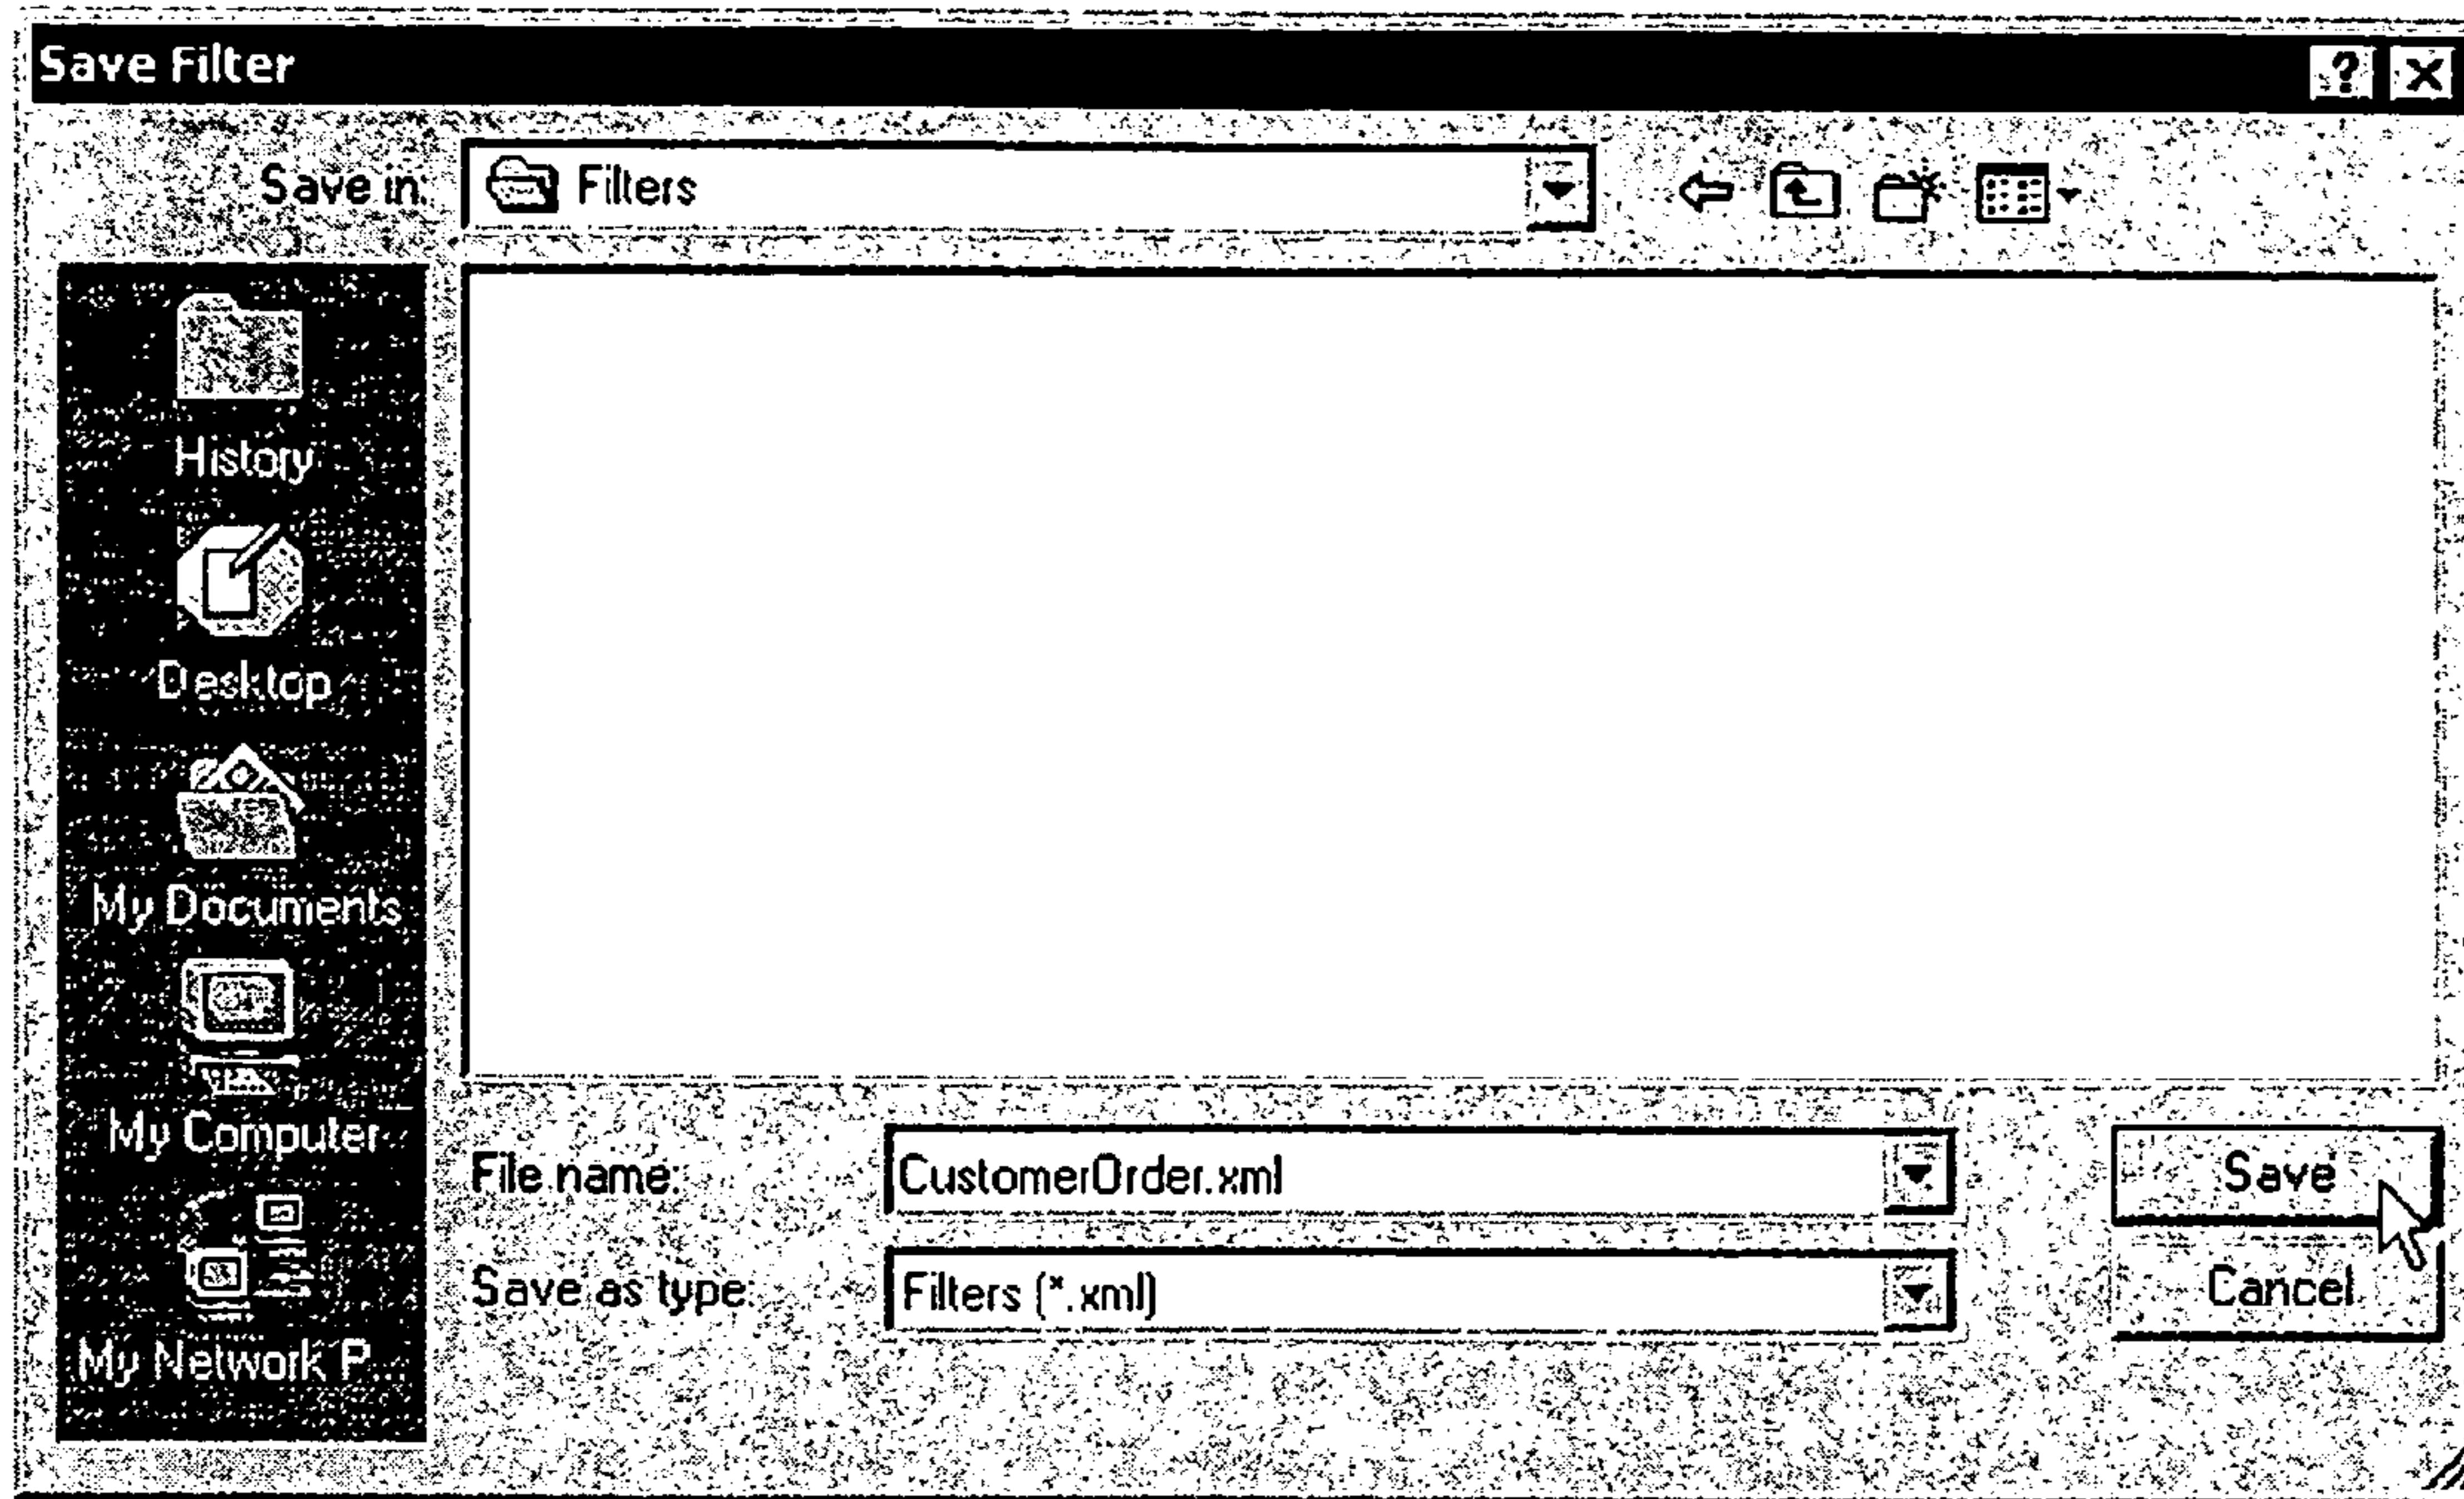 Save Filter
Save in: Filters
History
Desktop
My Documents
My Computer
My Network P...
File name: CustomerOrder.xml
Save
Save as type: Filters (*.xml)
Cancel